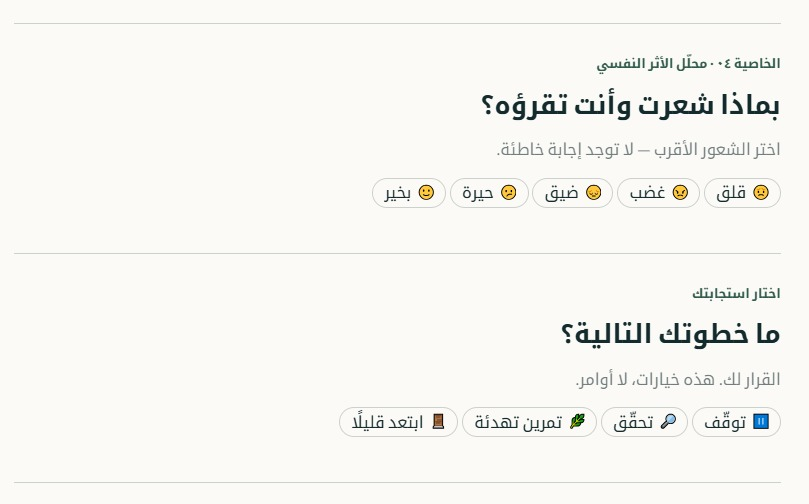 الخاصية ٠٠٤ · محلّل الأثر النفسي
بماذا شعرت وأنت تقرؤه؟
اختر الشعور الأقرب — لا توجد إجابة خاطئة.
😟 قلق 😠 غضب 😞 ضيق 😕 حيرة 🙂 بخير
اختار استجابتك
ما خطوتك التالية؟
القرار لك. هذه خيارات، لا أوامر.
⏸️ توقّف 🔎 تحقّق 🌿 تمرين تهدئة 🚪 ابتعد قليلًا